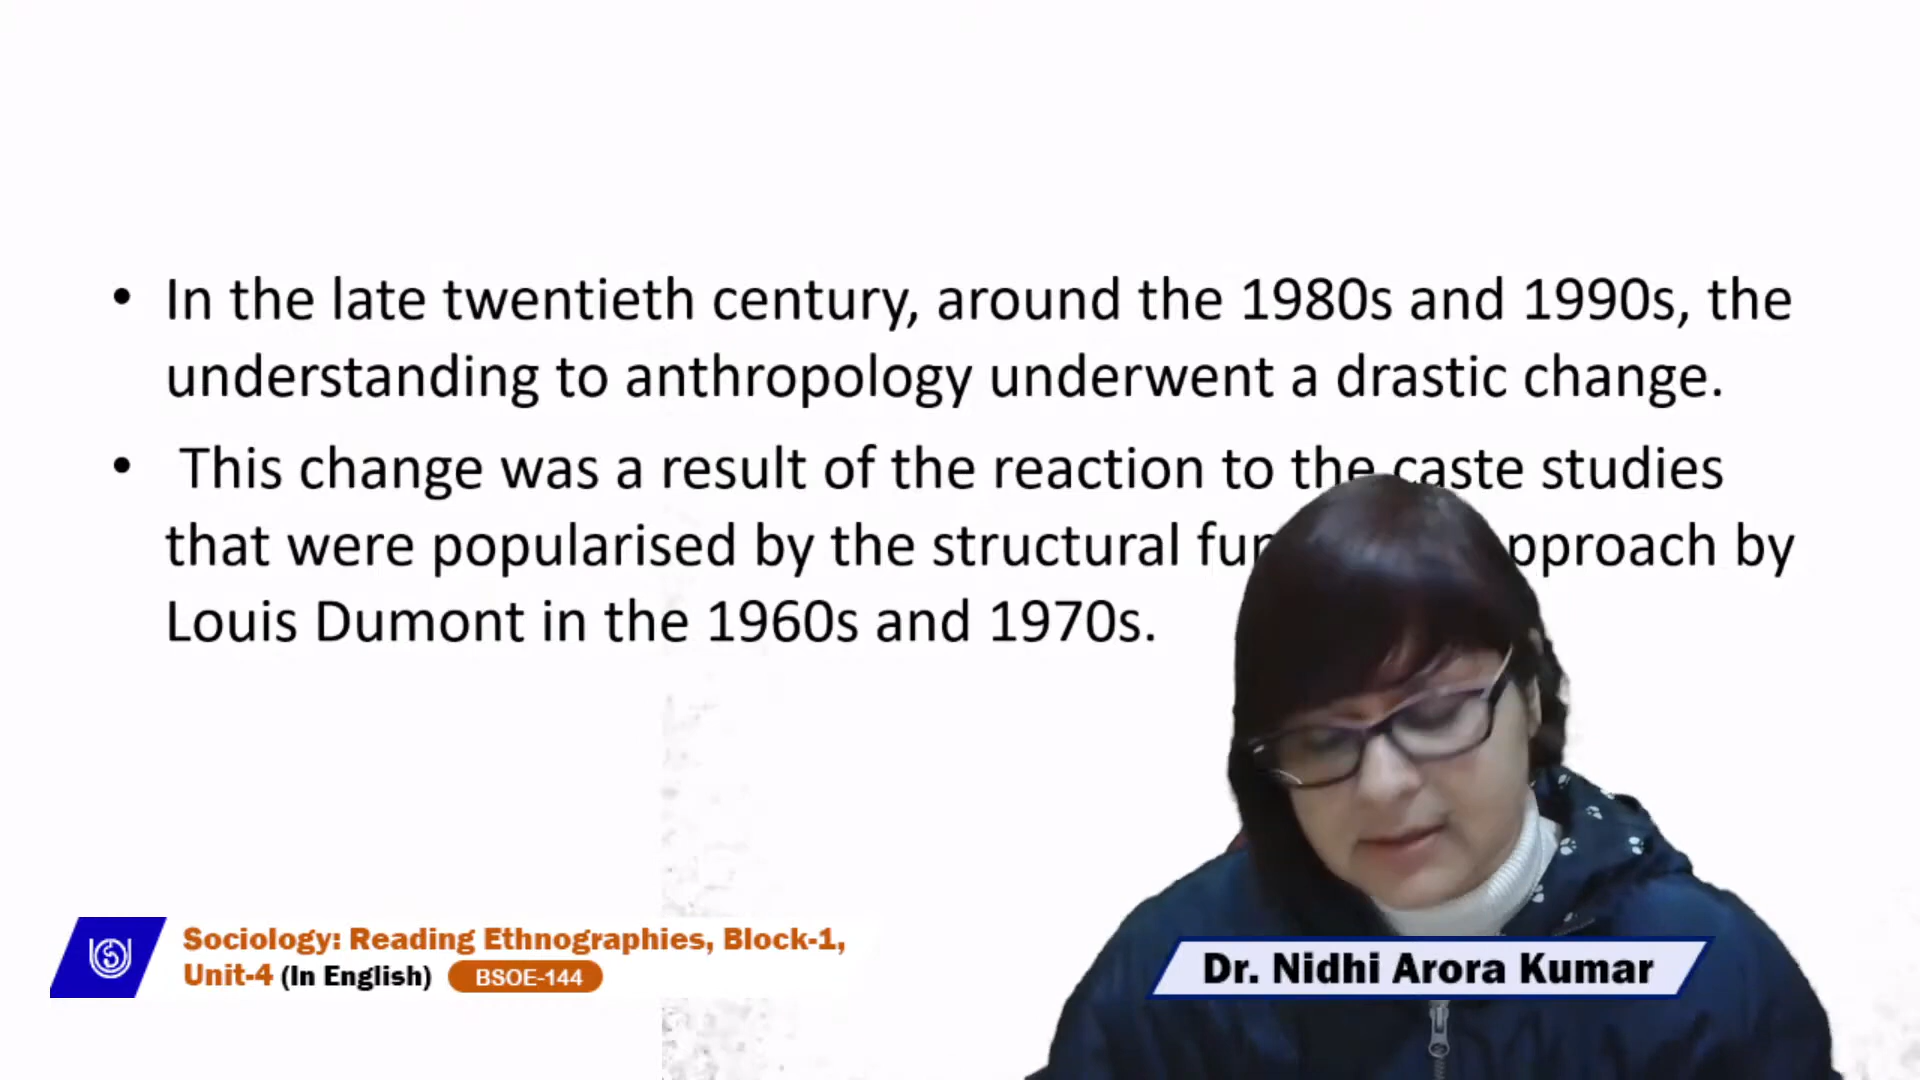 • In the late twentieth century, around the 1980s and 1990s, the
understanding to anthropology underwent a drastic change.
• This change was a result of the reaction to the caste studies
that were popularised by the structural pproach by
Louis Dumont in the 1960s and 1970s.
Sociology: Reading Ethnographies, Block-1,
Unit-4 (In English) BSOE-144
Dr. Nidhi Arora Kumar